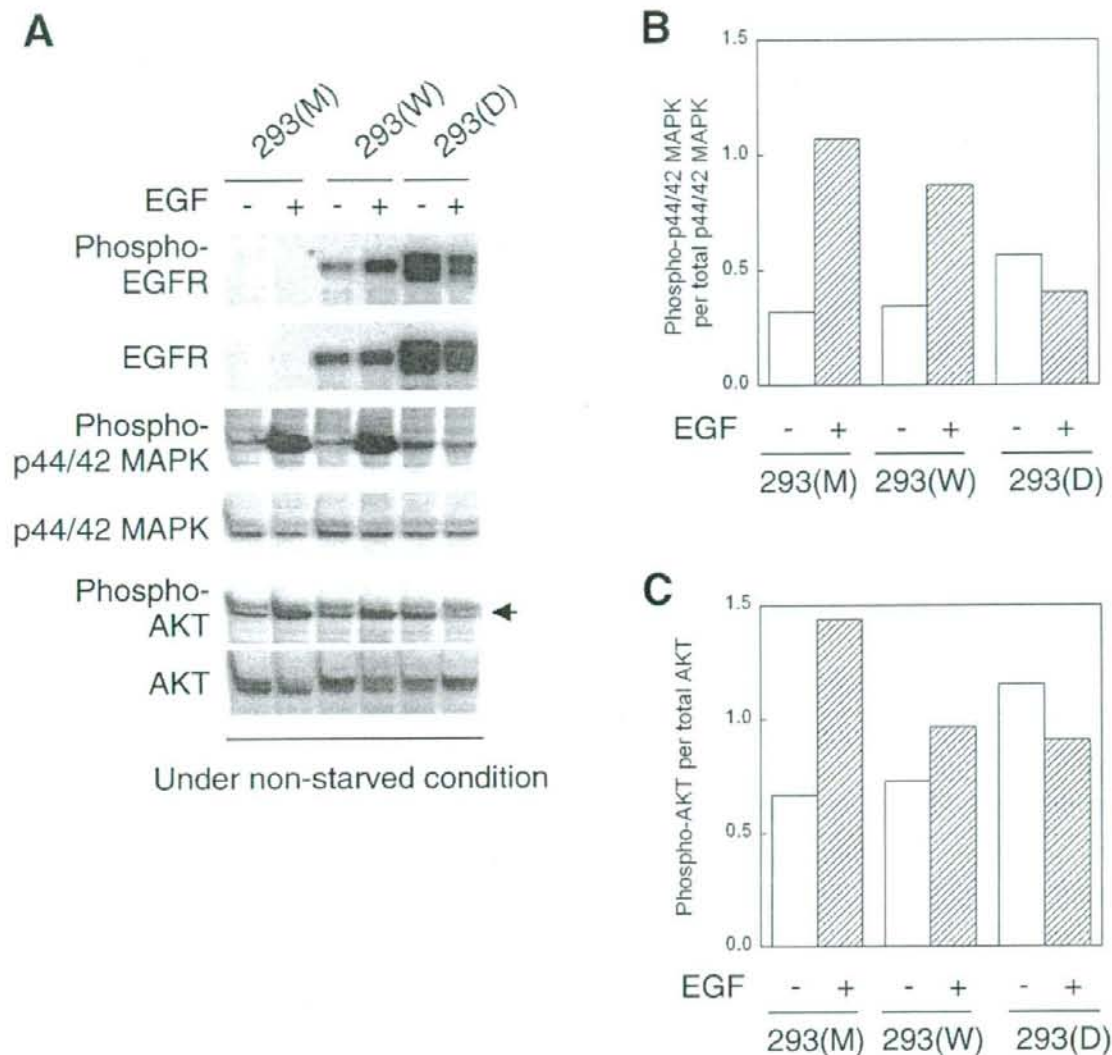 A
293(M) 293(W) 293(D)
EGF - + - + - +
Phospho-
EGFR
EGFR
Phospho-
p44/42 MAPK
p44/42 MAPK
Phospho-
AKT
AKT
Under non-starved condition
B
Phospho-p44/42 MAPK
per total p44/42 MAPK
1.5
1.0
0.5
0.0
EGF - + - + - +
293(M) 293(W) 293(D)
C
Phospho-AKT per total AKT
1.5
1.0
0.5
0.0
EGF - + - + - +
293(M) 293(W) 293(D)